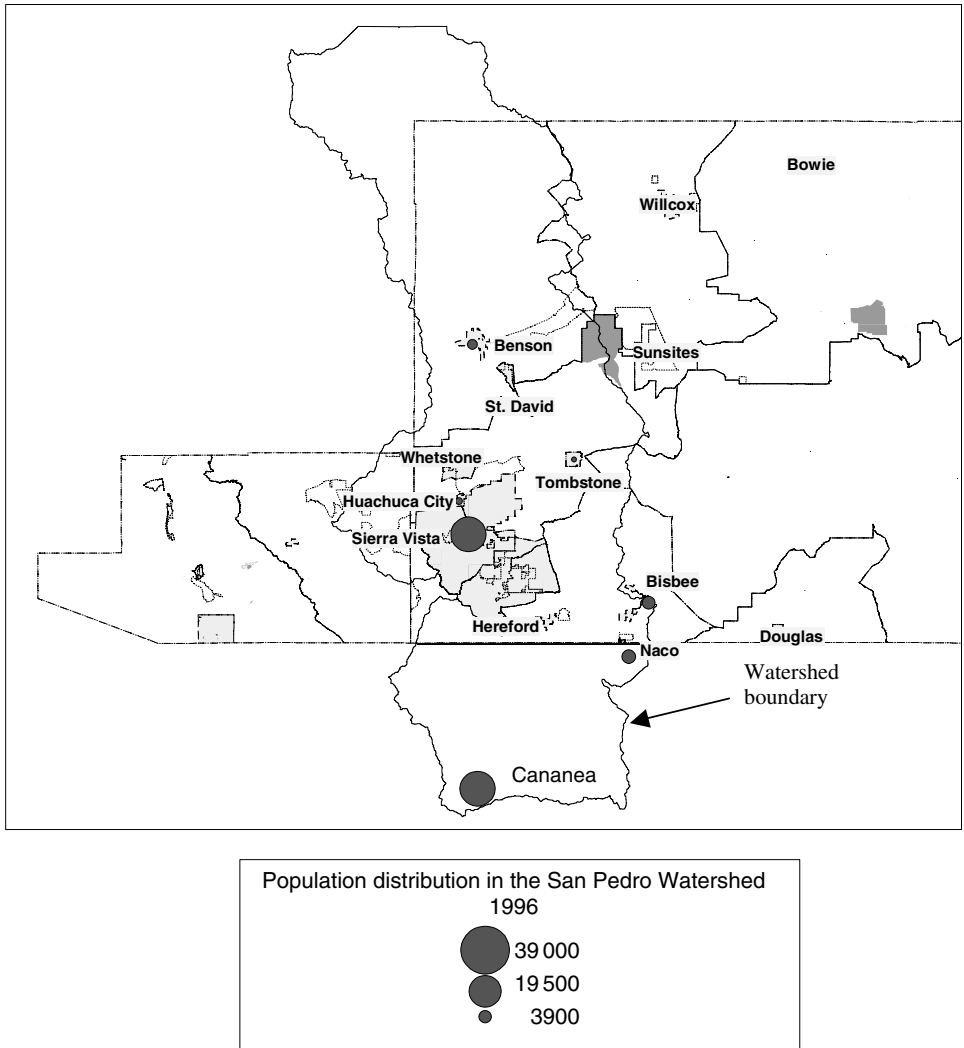 Bowie
Willcox
Benson
Sunsites
St. David
Whetstone
Tombstone
Huachuca City
Sierra Vista
Bisbee
Hereford
Douglas
Naco
Watershed
boundary
Cananea
Population distribution in the San Pedro Watershed
1996
39 000
19 500
3900